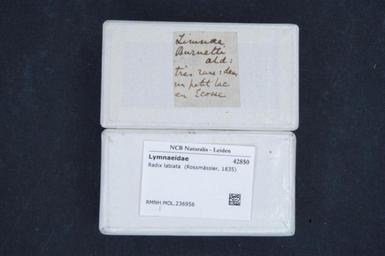 Limnaea
Burnetti
ald:
très rare: dans
un petit lac
en Ecosse
NCB Naturalis - Leiden
Lymnaeidae 42850
Radix labiata (Rossmässler, 1835)
RMNH.MOL.236956